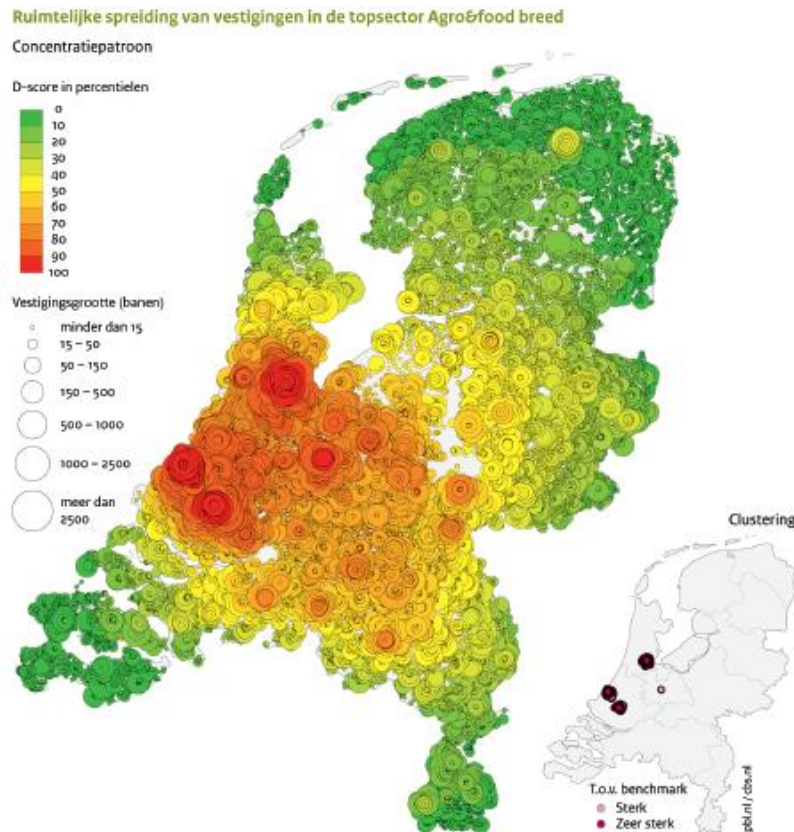 Ruimtelijke spreiding van vestigingen in de topsector Agro&food breed
Concentratiepatroon
D-score in percentielen
0
10
20
30
40
50
60
70
80
90
100
Vestigingsgrootte (banen)
minder dan 15
15 – 50
50 – 150
150 – 500
500 – 1000
1000 – 2500
meer dan
2500
Clustering
T.o.v. benchmark
Sterk
Zeer sterk
pbl.nl / cbs.nl